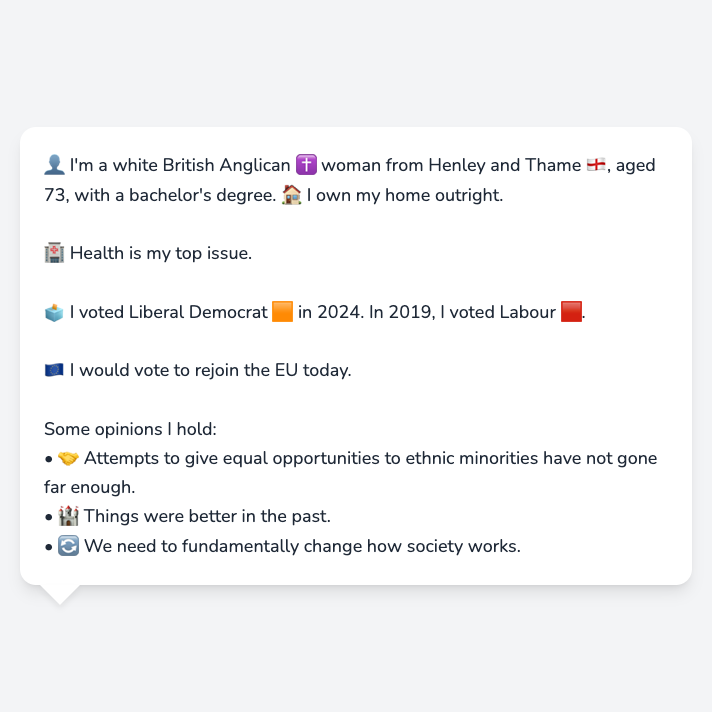 👤 I'm a white British Anglican ✝️ woman from Henley and Thame 🏴󠁧󠁢󠁥󠁮󠁧󠁿, aged
73, with a bachelor's degree. 🏠 I own my home outright.
🏥 Health is my top issue.
🗳️ I voted Liberal Democrat 🟧 in 2024. In 2019, I voted Labour 🟥.
🇪🇺 I would vote to rejoin the EU today.
Some opinions I hold:
• 🤝 Attempts to give equal opportunities to ethnic minorities have not gone
far enough.
• 🏰 Things were better in the past.
• 🔄 We need to fundamentally change how society works.